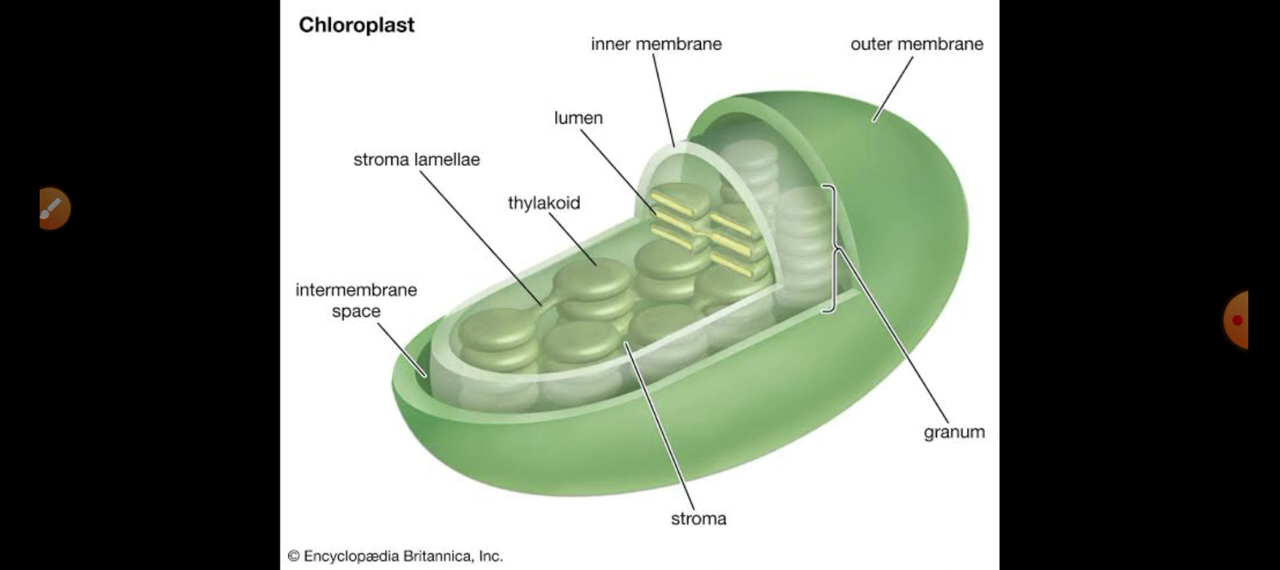 Chloroplast
inner membrane
outer membrane
lumen
stroma lamellae
thylakoid
intermembrane
space
granum
stroma
© Encyclopædia Britannica, Inc.